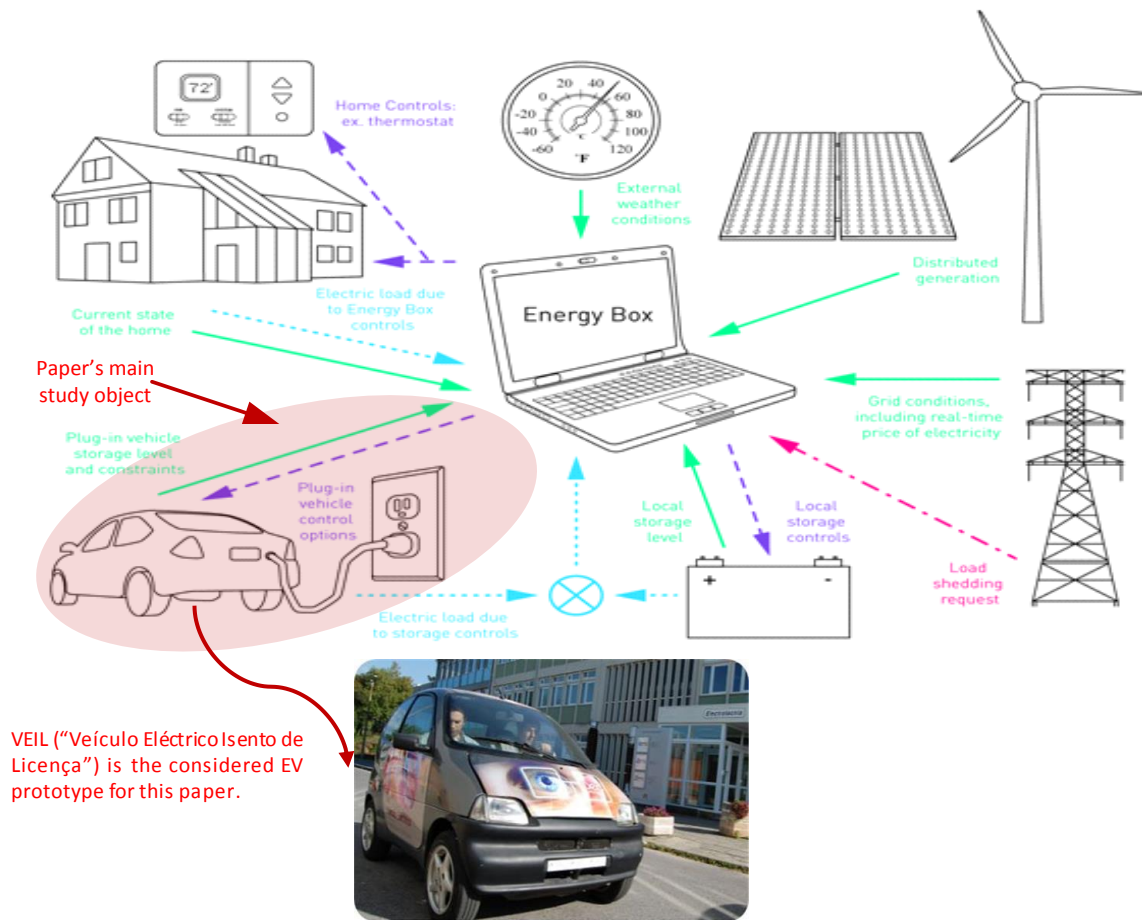 72°
Home Controls:
ex. thermostat
-60
-40
-20
0
20
40
60
80
100
120
°C
°F
External
weather
conditions
Distributed
generation
Energy Box
Electric load due
to Energy Box
controls
Current state
of the home
Paper's main
study object
Plug-in vehicle
storage level
and constraints
Plug-in
vehicle
control
options
Grid conditions,
including real-time
price of electricity
Local
storage
level
Local
storage
controls
+
-
Load
shedding
request
Electric load due
to storage controls
VEIL (“Veículo Eléctrico Isento de
Licença”) is the considered EV
prototype for this paper.